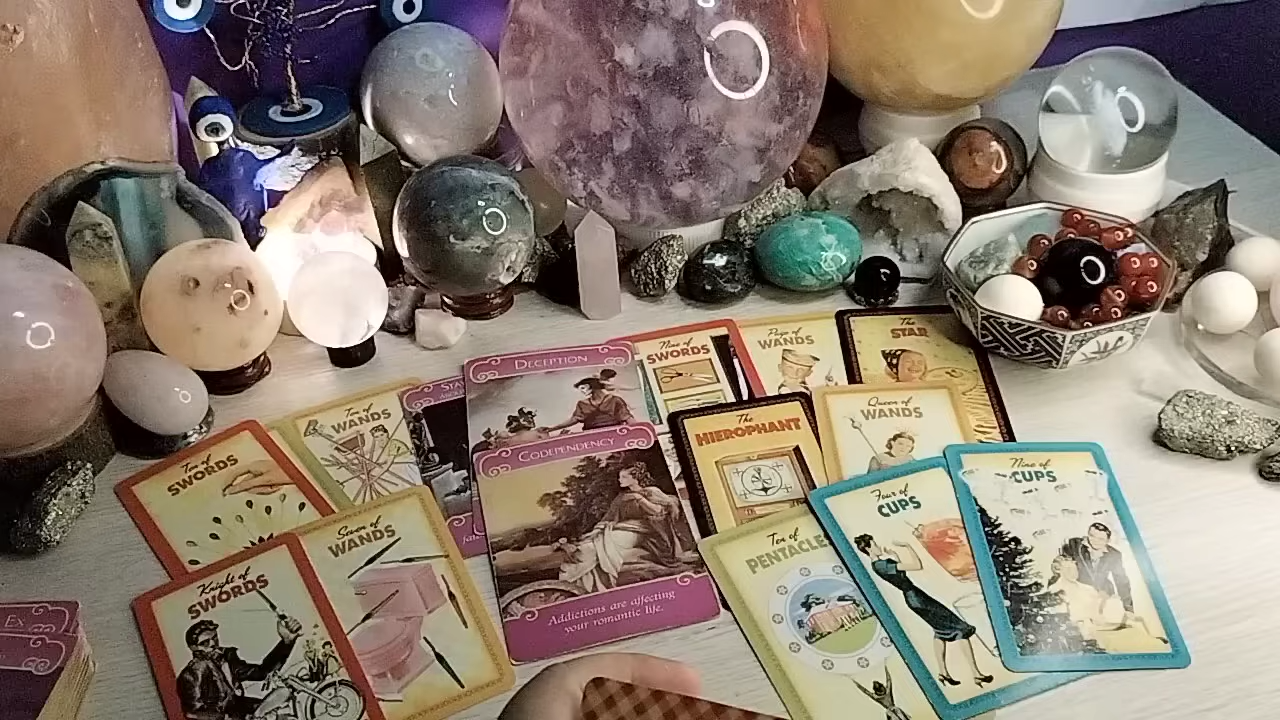 DECEPTION
Nine of
SWORDS
Page of
WANDS
The
STAR
Ten of
WANDS
The
HIEROPHANT
Queen of
WANDS
CODEPENDENCY
Ten of
SWORDS
Nine of
CUPS
Four of
CUPS
Seven of
WANDS
Ten of
PENTACLE
Knight of
SWORDS
Addictions are affecting
your romantic life.
EX